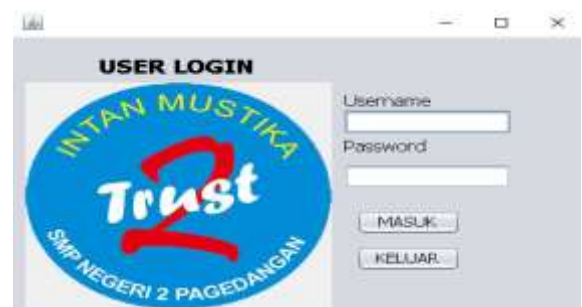 USER LOGIN
INTAN MUSTIKA
2
Trust
SMP NEGERI 2 PAGEDANGAN
Username
Password
MASUK
KELUAR